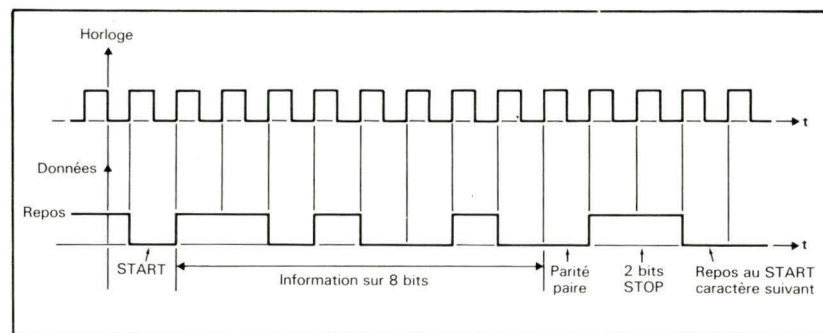 Horloge
t
Données
Repos
t
START
Information sur 8 bits
Parité
paire
2 bits
STOP
Repos au START
caractère suivant